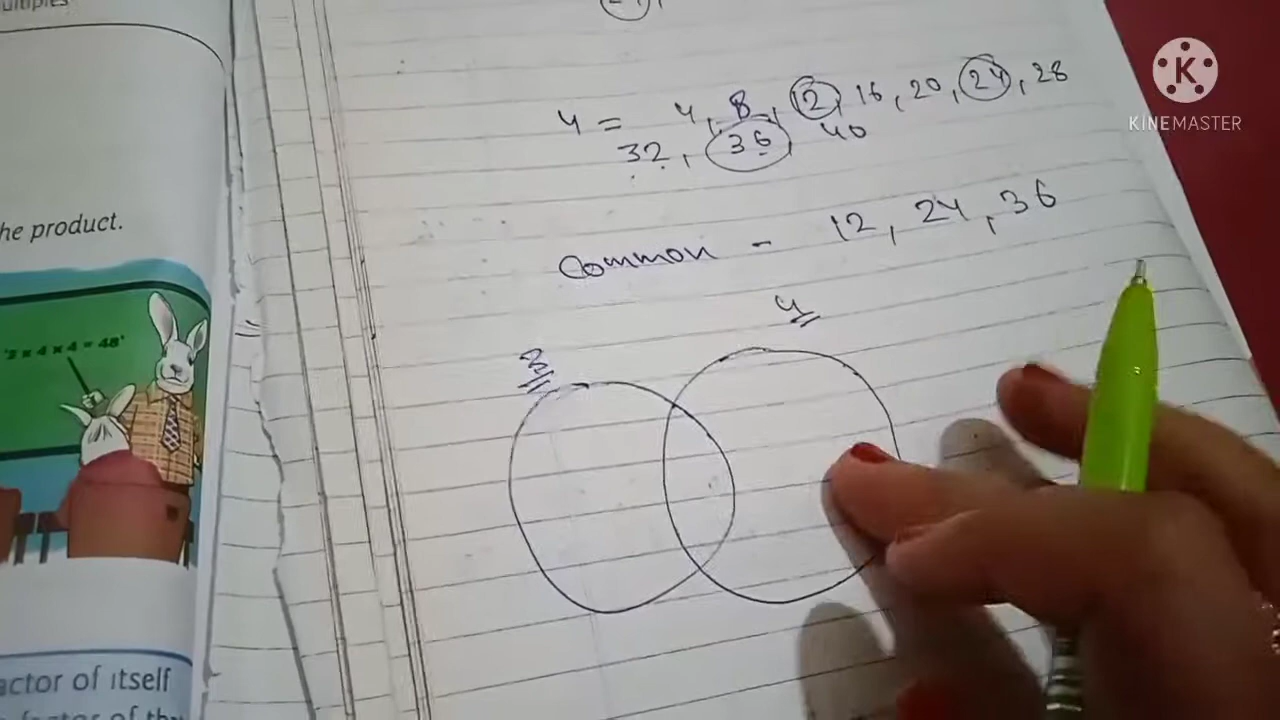 he product.
'3 x 4 x 4 = 48'
actor of itself
4 = 4, 8, 12, 16, 20, 24, 28
32, 36, 40
Common - 12, 24, 36
4
3
K
KINEMASTER